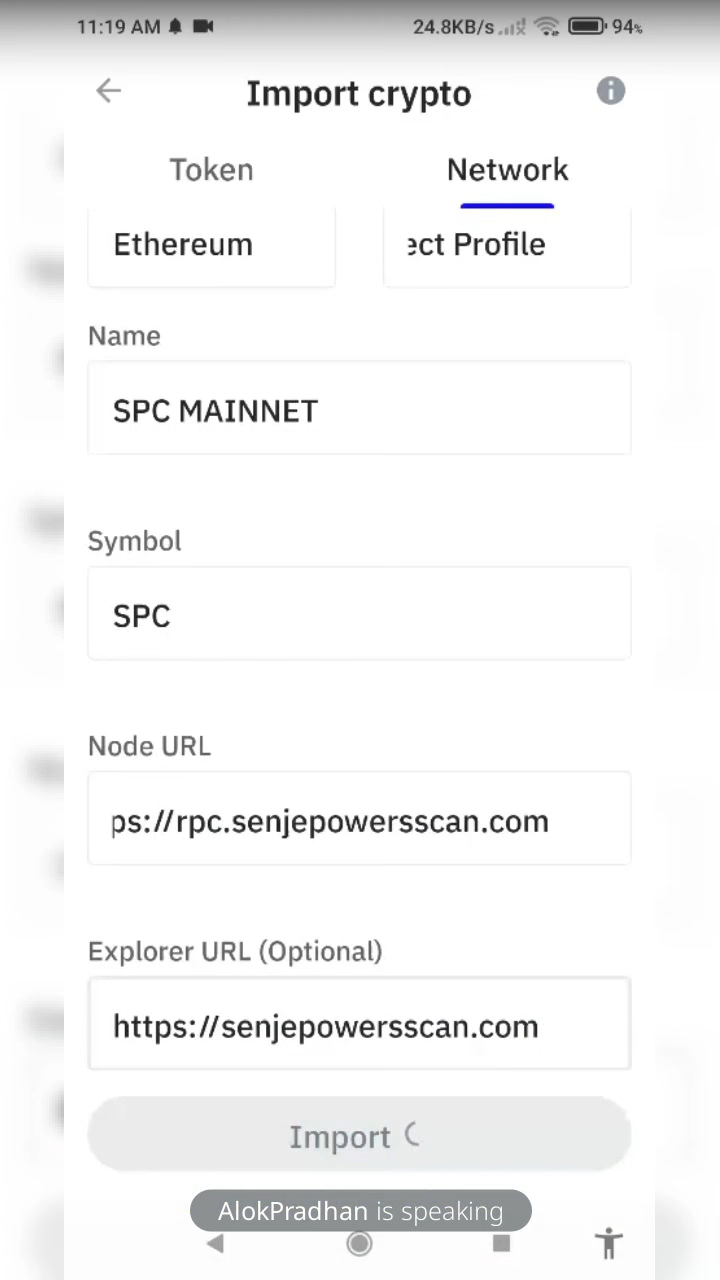 11:19 AM 24.8KB/s 94%
Import crypto
Token Network
Ethereum ect Profile
Name
SPC MAINNET
Symbol
SPC
Node URL
ps://rpc.senjepowersscan.com
Explorer URL (Optional)
https://senjepowersscan.com
Import
AlokPradhan is speaking